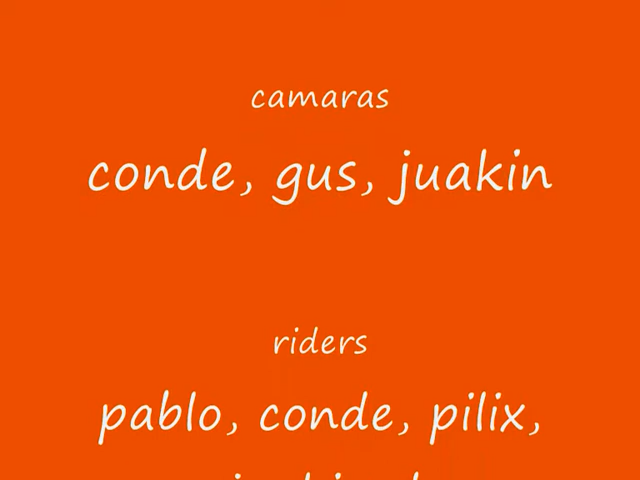 camaras
conde, gus, juakin
riders
pablo, conde, pilix,